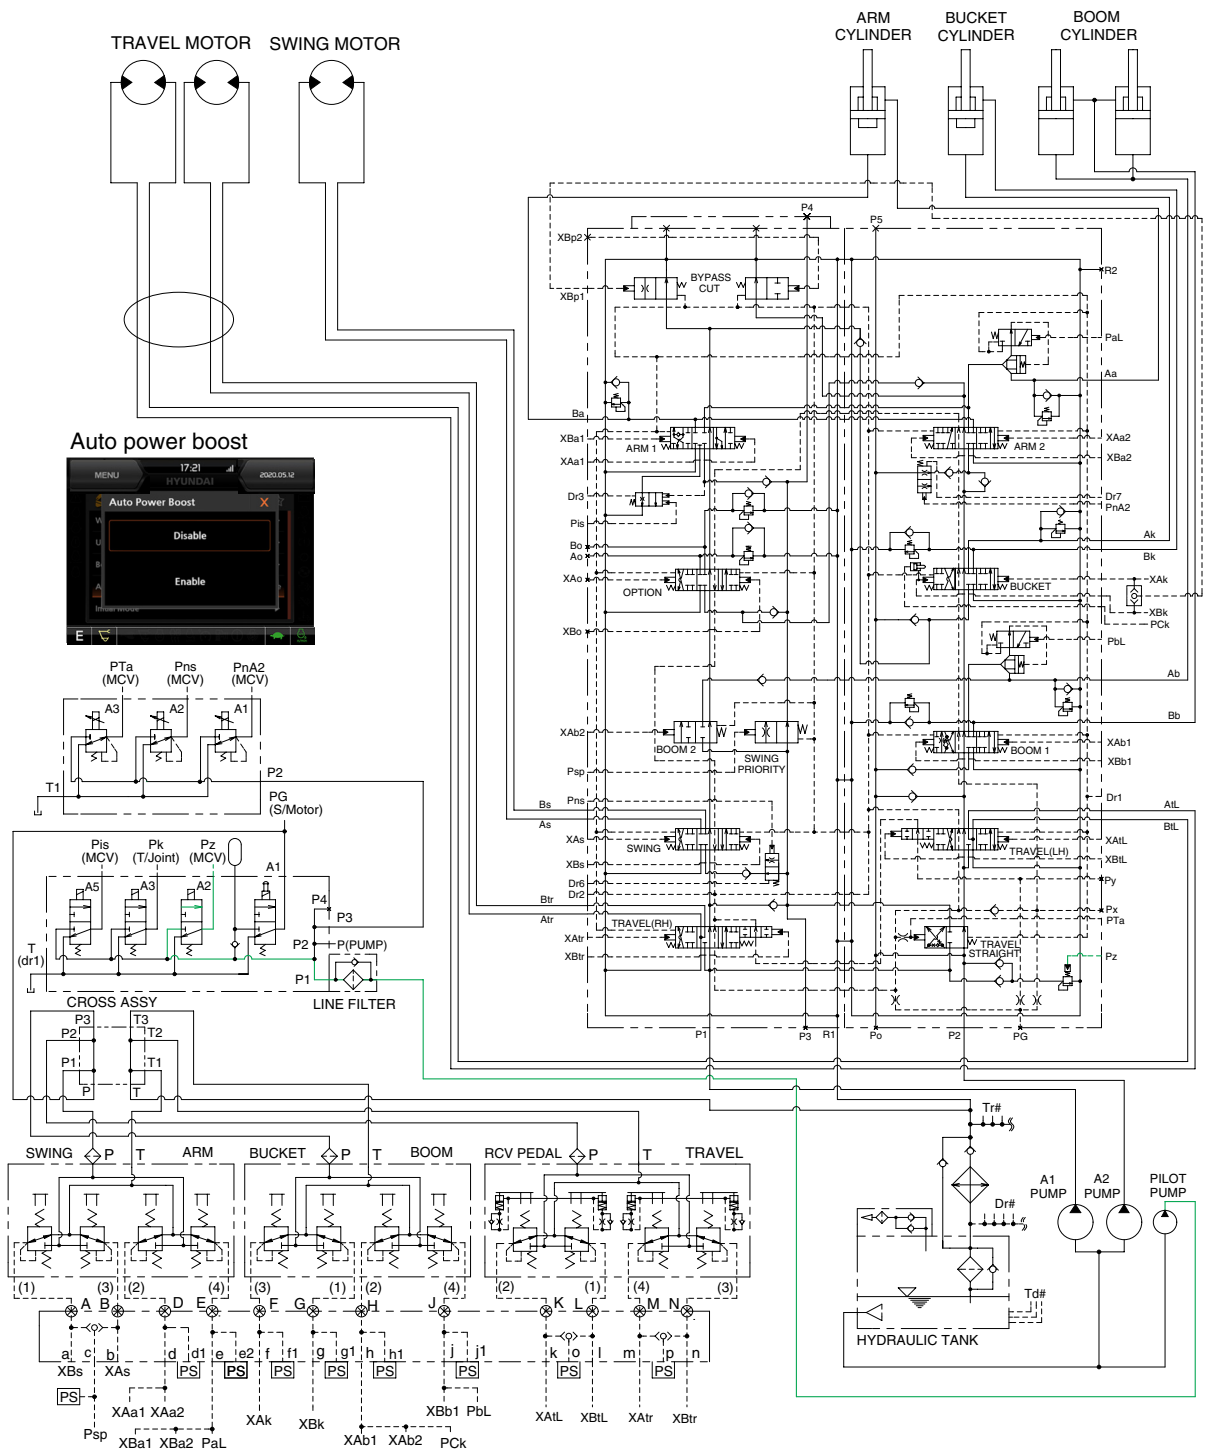 ARM
CYLINDER
BUCKET
CYLINDER
BOOM
CYLINDER
TRAVEL MOTOR
SWING MOTOR
P4
P5
XBp2
BYPASS
CUT
R2
XBp1
PaL
Aa
Ba
XBa1
ARM 1
XAa1
XAa2
ARM 2
XBa2
Dr3
Dr7
PnA2
Pis
Bo
Ao
Ak
Bk
XAo
OPTION
BUCKET
XAk
XBk
PCk
XBo
PbL
Ab
Bb
XAb2
BOOM 2
SWING
PRIORITY
Psp
BOOM 1
XAb1
XBb1
Dr1
Pns
Bs
As
AtL
BtL
XAs
SWING
XBs
TRAVEL(LH)
XAtL
XBtL
Dr6
Dr2
Py
Btr
Atr
TRAVEL(RH)
XAtr
XBtr
Px
PTa
TRAVEL
STRAIGHT
Pz
P1
P3
R1
Po
P2
PG
Auto power boost
MENU
17:21
HYUNDAI
2020.05.12
Auto Power Boost
X
Disable
Enable
Initial Mode
E
PTa
(MCV)
Pns
(MCV)
PnA2
(MCV)
A3
A2
A1
P2
T1
PG
(S/Motor)
Pis
(MCV)
Pk
(T/Joint)
Pz
(MCV)
A1
A5
A3
A2
P4
P3
T
(dr1)
P2
P(PUMP)
P1
LINE FILTER
CROSS ASSY
P3
T3
P2
T2
P1
T1
P
T
SWING
P
T
ARM
BUCKET
P
T
BOOM
RCV PEDAL
P
T
TRAVEL
(1)
(3)
(2)
(4)
(3)
(1)
(2)
(4)
(2)
(1)
(4)
(3)
A
B
D
E
F
G
H
J
K
L
M
N
a
c
b
d
d1
e
e2
f
f1
g
g1
h
h1
j
j1
k
o
l
m
p
n
XBs
XAs
PS
PS
PS
PS
PS
PS
PS
PS
PS
Psp
XAa1
XAa2
XBa1
XBa2
PaL
XAk
XBk
XAb1
XAb2
PCk
XBb1
PbL
XAtL
XBtL
XAtr
XBtr
Tr#
Dr#
Td#
A1
PUMP
A2
PUMP
PILOT
PUMP
HYDRAULIC TANK